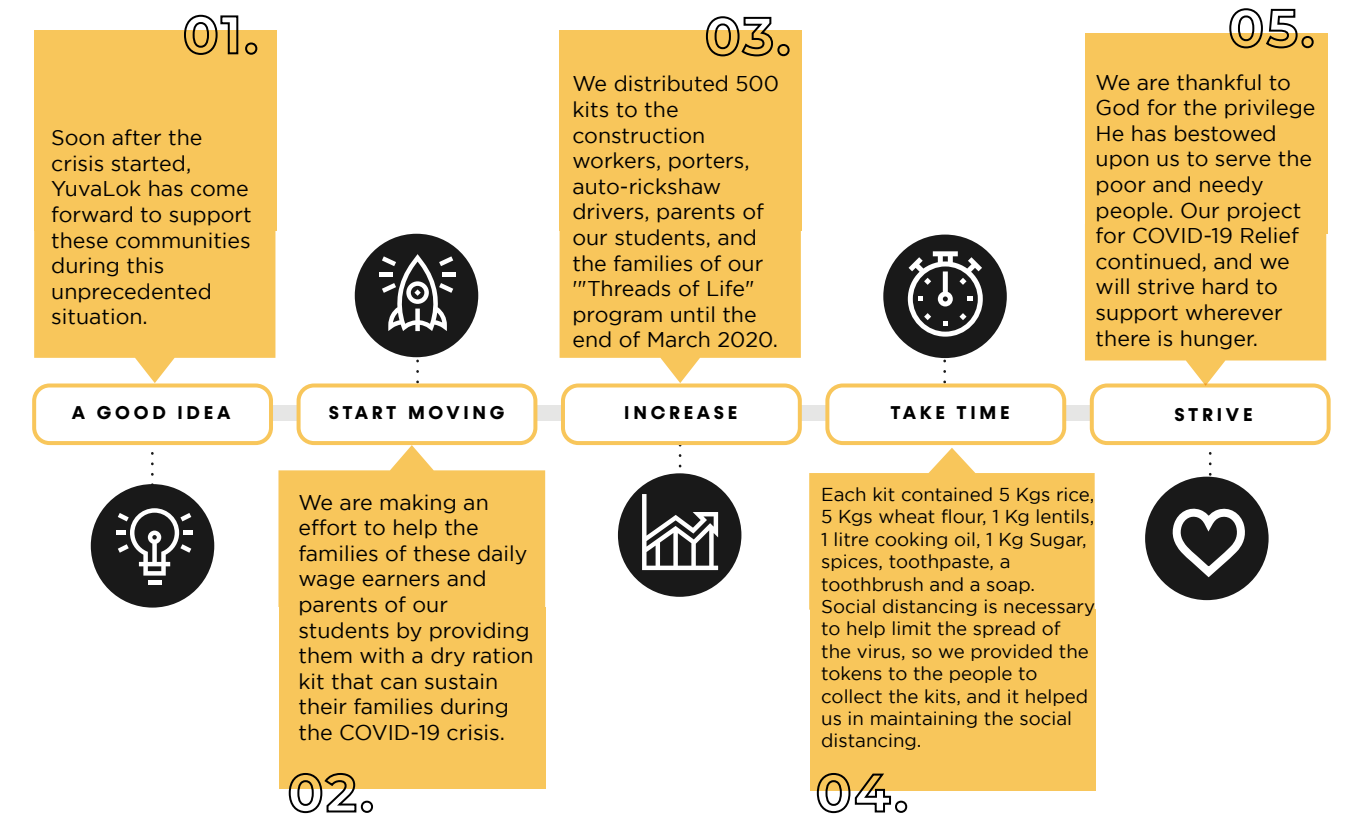 01.
Soon after the
crisis started,
YuvaLok has come
forward to support
these communities
during this
unprecedented
situation.
A GOOD IDEA
START MOVING
We are making an
effort to help the
families of these daily
wage earners and
parents of our
students by providing
them with a dry ration
kit that can sustain
their families during
the COVID-19 crisis.
02.
03.
We distributed 500
kits to the
construction
workers, porters,
auto-rickshaw
drivers, parents of
our students, and
the families of our
'"Threads of Life"
program until the
end of March 2020.
INCREASE
TAKE TIME
Each kit contained 5 Kgs rice,
5 Kgs wheat flour, 1 Kg lentils,
1 litre cooking oil, 1 Kg Sugar,
spices, toothpaste, a
toothbrush and a soap.
Social distancing is necessary
to help limit the spread of
the virus, so we provided the
tokens to the people to
collect the kits, and it helped
us in maintaining the social
distancing.
04.
05.
We are thankful to
God for the privilege
He has bestowed
upon us to serve the
poor and needy
people. Our project
for COVID-19 Relief
continued, and we
will strive hard to
support wherever
there is hunger.
STRIVE